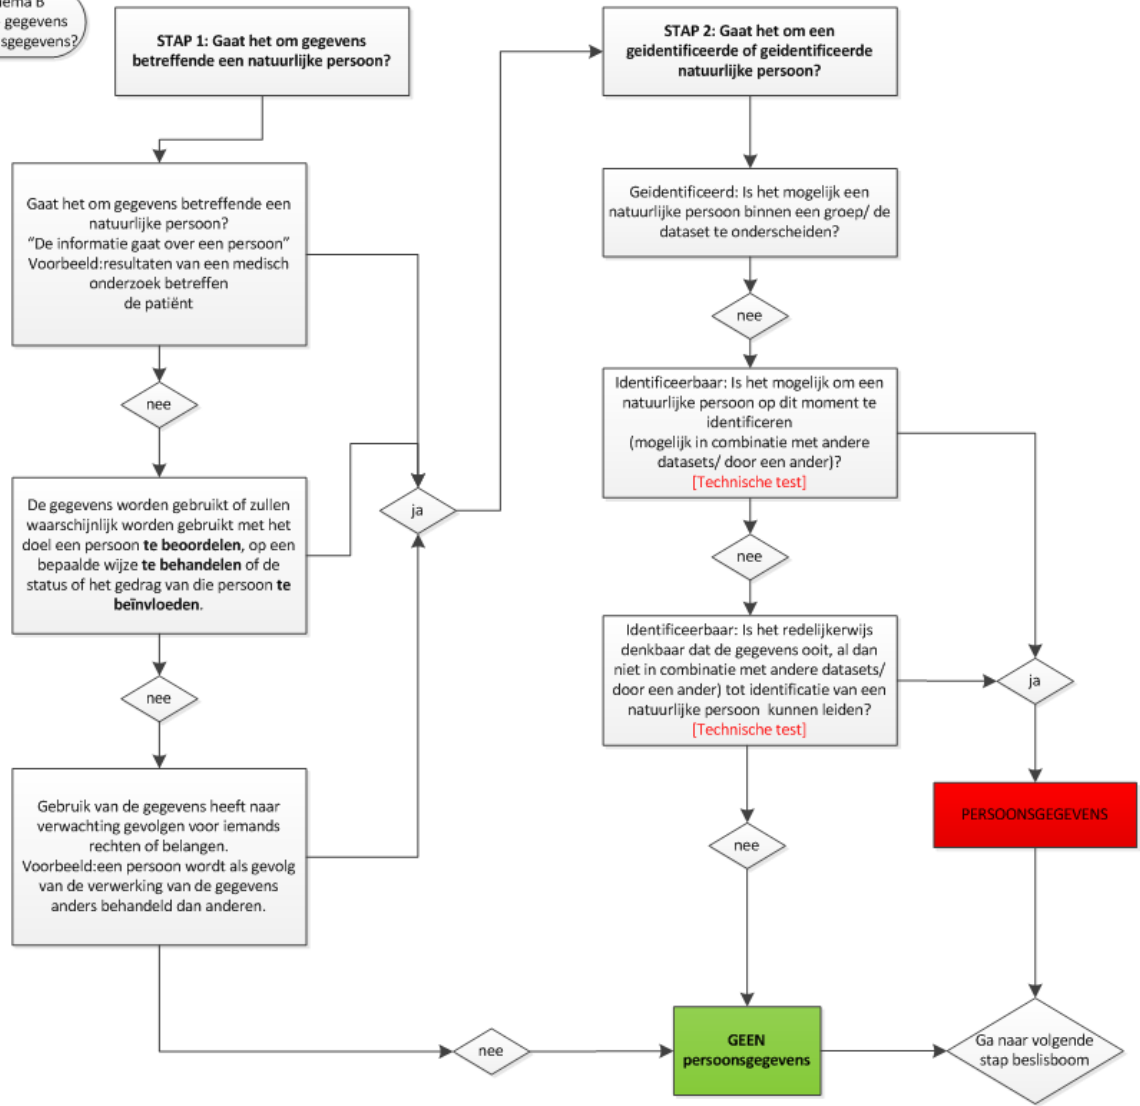 B
gegevens
sgegevens?
STAP 1: Gaat het om gegevens
betreffende een natuurlijke persoon?
Gaat het om gegevens betreffende een
natuurlijke persoon?
“De informatie gaat over een persoon”
Voorbeeld:resultaten van een medisch
onderzoek betreffen
de patiënt
nee
De gegevens worden gebruikt of zullen
waarschijnlijk worden gebruikt met het
doel een persoon te beoordelen, op een
bepaalde wijze te behandelen of de
status of het gedrag van die persoon te
beïnvloeden.
nee
Gebruik van de gegevens heeft naar
verwachting gevolgen voor iemands
rechten of belangen.
Voorbeeld:een persoon wordt als gevolg
van de verwerking van de gegevens
anders behandeld dan anderen.
nee
ja
STAP 2: Gaat het om een
geidentificeerde of geidentificeerde
natuurlijke persoon?
Geidentificeerd: Is het mogelijk een
natuurlijke persoon binnen een groep/ de
dataset te onderscheiden?
nee
Identificeerbaar: Is het mogelijk om een
natuurlijke persoon op dit moment te
identificeren
(mogelijk in combinatie met andere
datasets/ door een ander)?
[Technische test]
nee
Identificeerbaar: Is het redelijkerwijs
denkbaar dat de gegevens ooit, al dan
niet in combinatie met andere datasets/
door een ander) tot identificatie van een
natuurlijke persoon kunnen leiden?
[Technische test]
nee
ja
PERSOONSGEGEVENS
GEEN
persoonsgegevens
Ga naar volgende
stap beslisboom